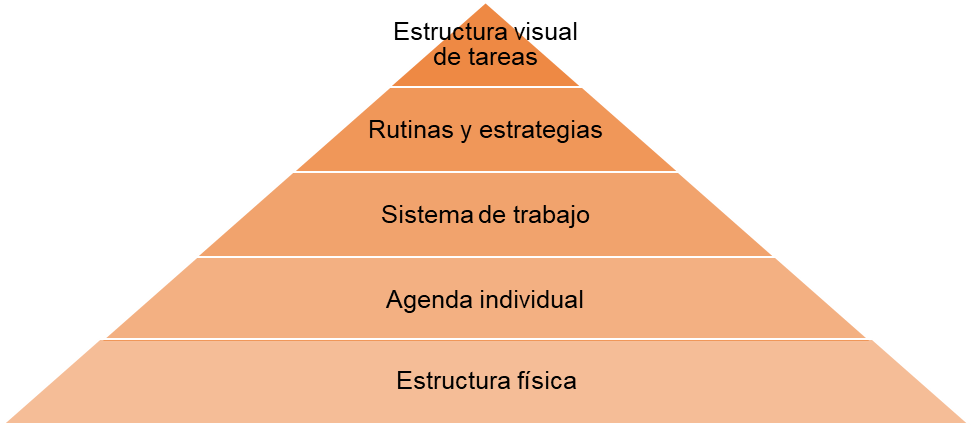 Estructura visual
de tareas
Rutinas y estrategias
Sistema de trabajo
Agenda individual
Estructura física